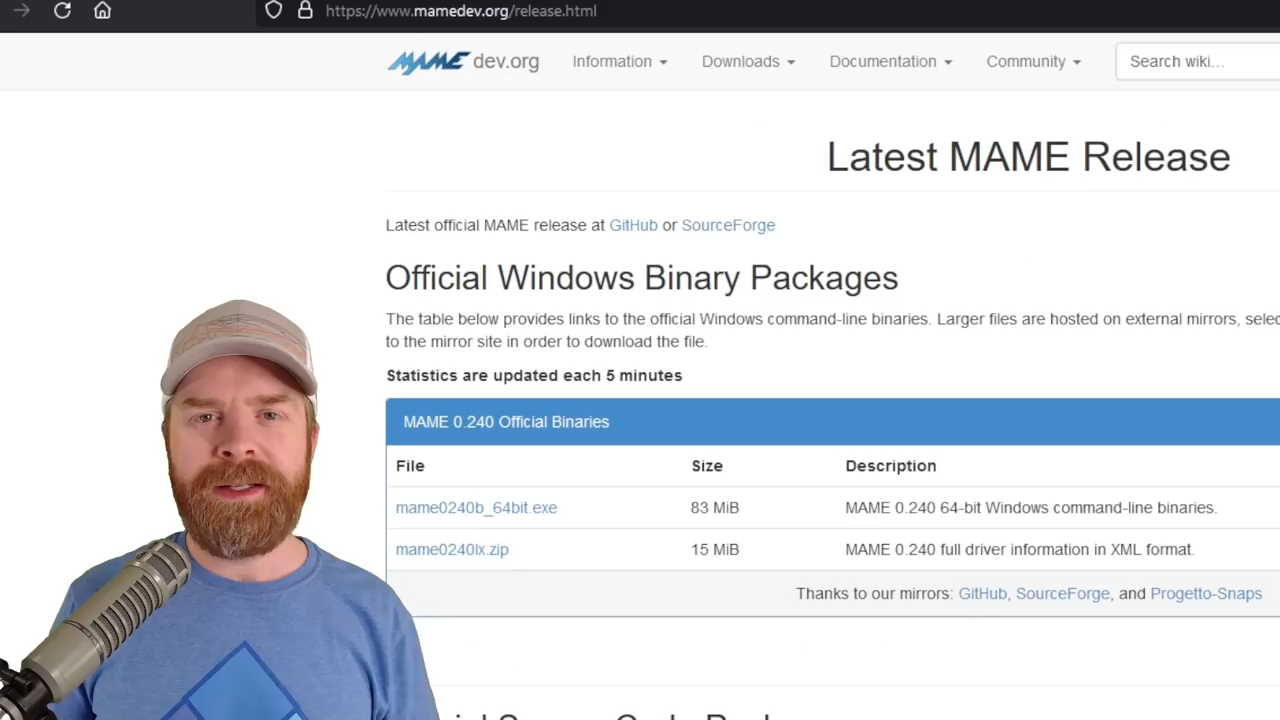 https://www.mamedev.org/release.html
MAME dev.org Information Downloads Documentation Community Search wiki...
Latest MAME Release
Latest official MAME release at GitHub or SourceForge
Official Windows Binary Packages
The table below provides links to the official Windows command-line binaries. Larger files are hosted on external mirrors,
to the mirror site in order to download the file.
Statistics are updated each 5 minutes
MAME 0.240 Official Binaries
File Size Description
mame0240b_64bit.exe 83 MiB MAME 0.240 64-bit Windows command-line binaries.
mame0240lx.zip 15 MiB MAME 0.240 full driver information in XML format.
Thanks to our mirrors: GitHub, SourceForge, and Progetto-Snaps